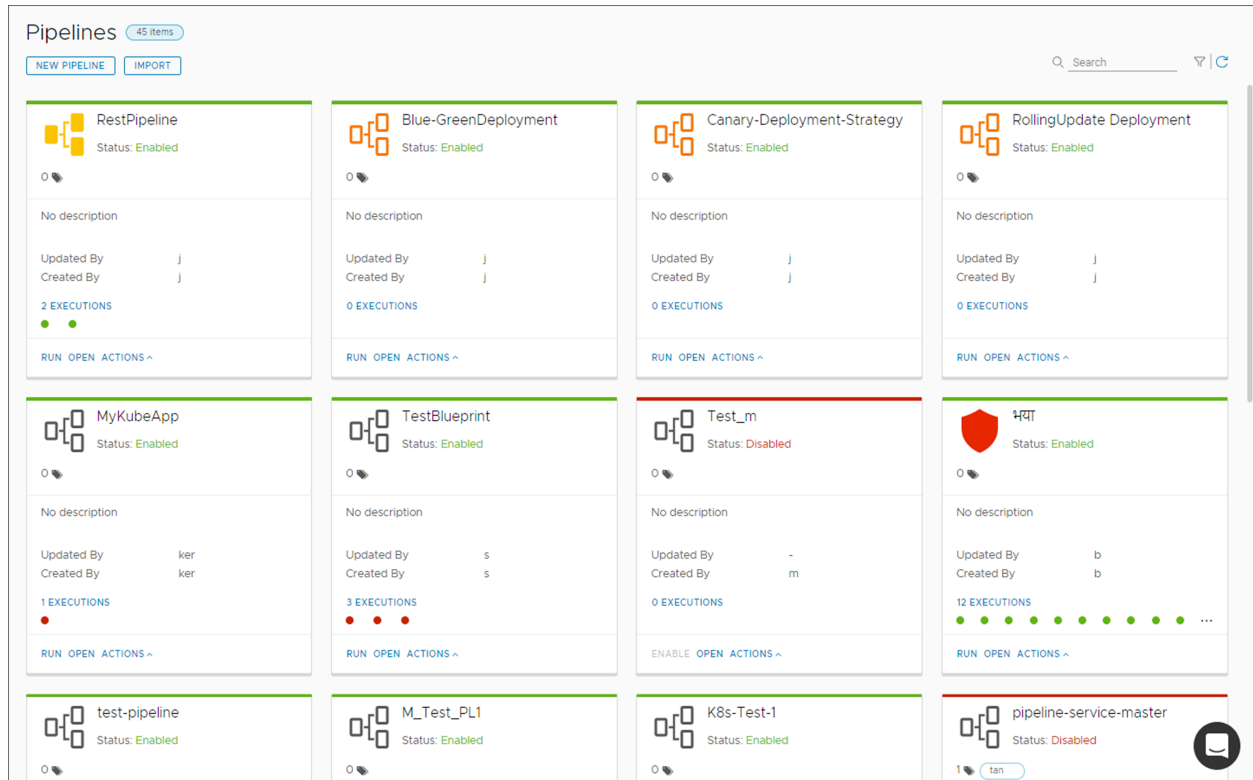 Pipelines 45 items
NEW PIPELINE IMPORT
Search
RestPipeline
Status: Enabled
0
No description
Updated By j
Created By j
2 EXECUTIONS
RUN OPEN ACTIONS
Blue-GreenDeployment
Status: Enabled
0
No description
Updated By j
Created By j
0 EXECUTIONS
RUN OPEN ACTIONS
Canary-Deployment-Strategy
Status: Enabled
0
No description
Updated By j
Created By j
0 EXECUTIONS
RUN OPEN ACTIONS
RollingUpdate Deployment
Status: Enabled
0
No description
Updated By j
Created By j
0 EXECUTIONS
RUN OPEN ACTIONS
MyKubeApp
Status: Enabled
0
No description
Updated By ker
Created By ker
1 EXECUTIONS
RUN OPEN ACTIONS
TestBlueprint
Status: Enabled
0
No description
Updated By s
Created By s
3 EXECUTIONS
RUN OPEN ACTIONS
Test_m
Status: Disabled
0
No description
Updated By -
Created By m
0 EXECUTIONS
ENABLE OPEN ACTIONS
भया
Status: Enabled
0
No description
Updated By b
Created By b
12 EXECUTIONS
...
RUN OPEN ACTIONS
test-pipeline
Status: Enabled
0
M_Test_PL1
Status: Enabled
0
K8s-Test-1
Status: Enabled
0
pipeline-service-master
Status: Disabled
1 tan